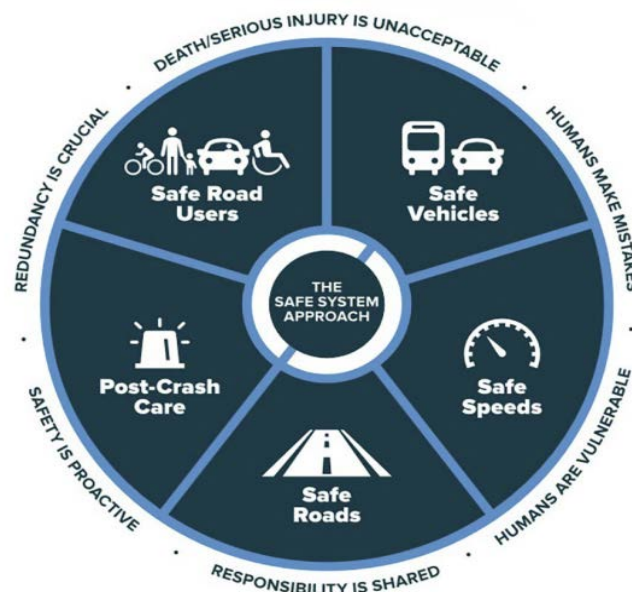 DEATH/SERIOUS INJURY IS UNACCEPTABLE
HUMANS MAKE MISTAKES
HUMANS ARE VULNERABLE
RESPONSIBILITY IS SHARED
SAFETY IS PROACTIVE
REDUNDANCY IS CRUCIAL
Safe Road
Users
Safe
Vehicles
THE
SAFE SYSTEM
APPROACH
Post-Crash
Care
Safe
Speeds
Safe
Roads